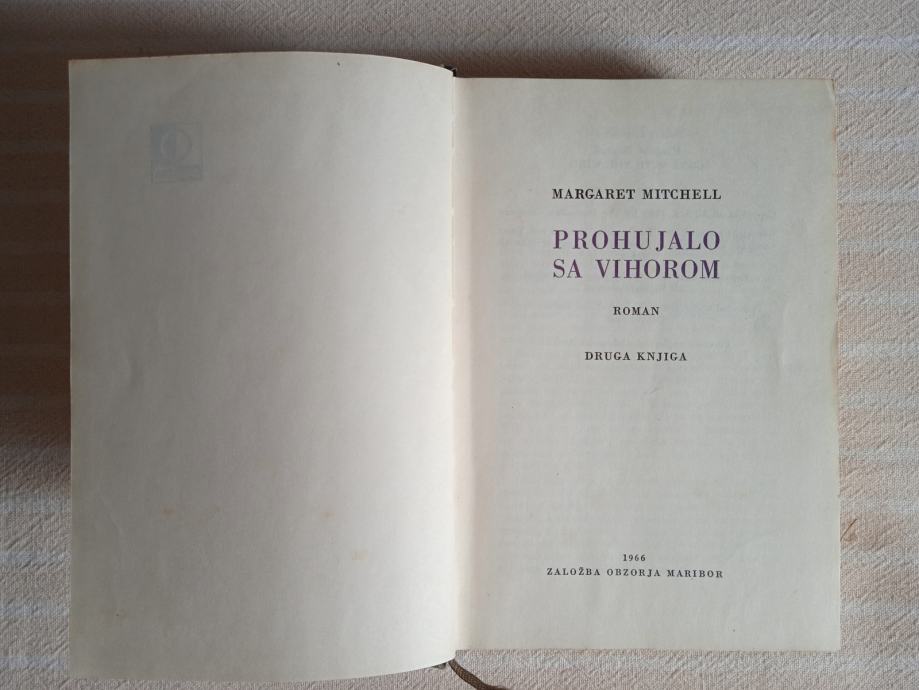 MARGARET MITCHELL
PROHUJALO
SA VIHOROM
ROMAN
DRUGA KNJIGA
1966
ZALOŽBA OBZORJA MARIBOR